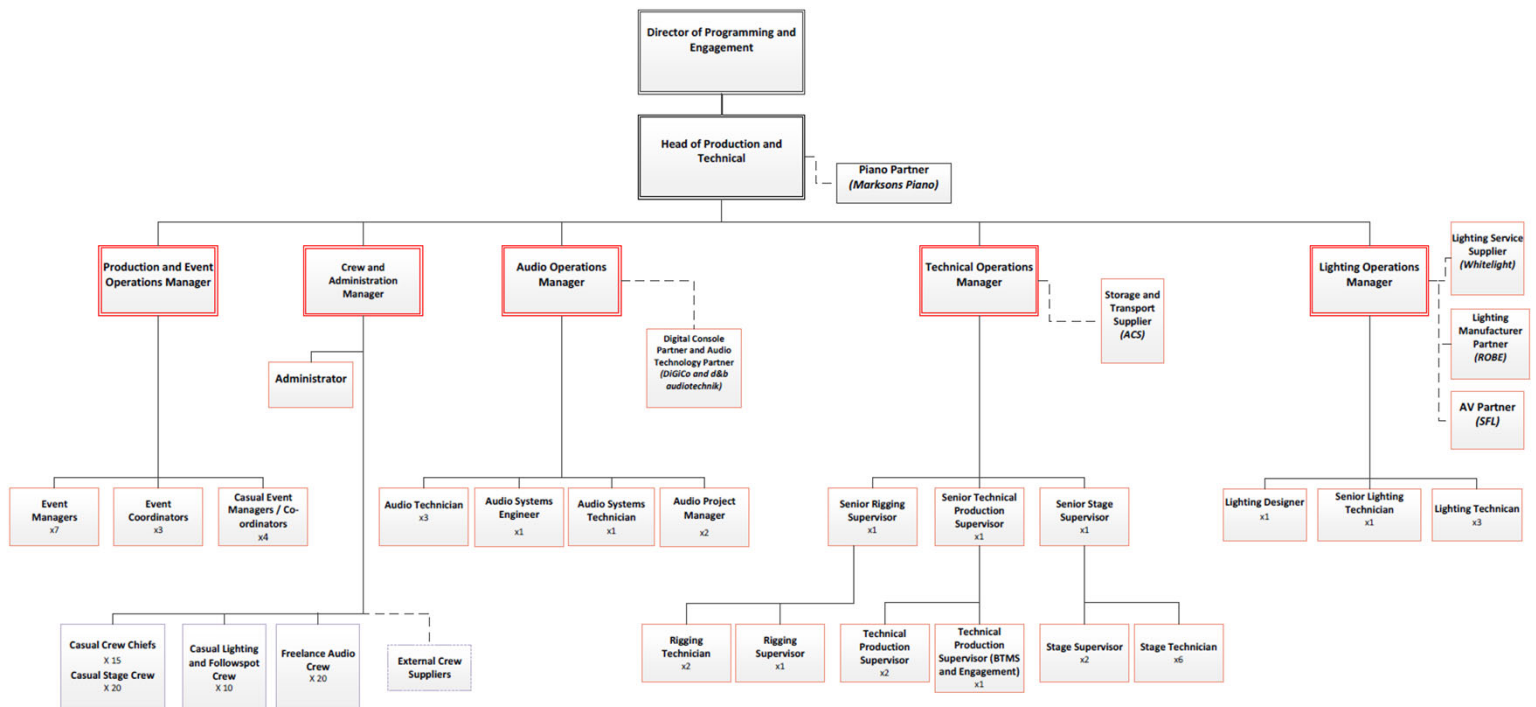 Director of Programming and
Engagement
Head of Production and
Technical
Piano Partner
(Marksons Piano)
Production and Event
Operations Manager
Crew and
Administration
Manager
Audio Operations
Manager
Technical Operations
Manager
Lighting Operations
Manager
Lighting Service
Supplier
(Whitelight)
Storage and
Transport
Supplier
(ACS)
Lighting
Manufacturer
Partner
(ROBE)
Digital Console
Partner and Audio
Technology Partner
(DiGiCo and d&b
audiotechnik)
Administrator
AV Partner
(SFL)
Event
Managers
x7
Event
Coordinators
x3
Casual Event
Managers / Co-
ordinators
x4
Audio Technician
x3
Audio Systems
Engineer
x1
Audio Systems
Technician
x1
Audio Project
Manager
x2
Senior Rigging
Supervisor
x1
Senior Technical
Production
Supervisor
x1
Senior Stage
Supervisor
x1
Lighting Designer
x1
Senior Lighting
Technician
x1
Lighting Technican
x3
Casual Crew Chiefs
X 15
Casual Stage Crew
X 20
Casual Lighting
and Followspot
Crew
X 10
Freelance Audio
Crew
X 20
External Crew
Suppliers
Rigging
Technician
x2
Rigging
Supervisor
x1
Technical
Production
Supervisor
x2
Technical
Production
Supervisor (BTMS
and Engagement)
x1
Stage Supervisor
x2
Stage Technician
x6